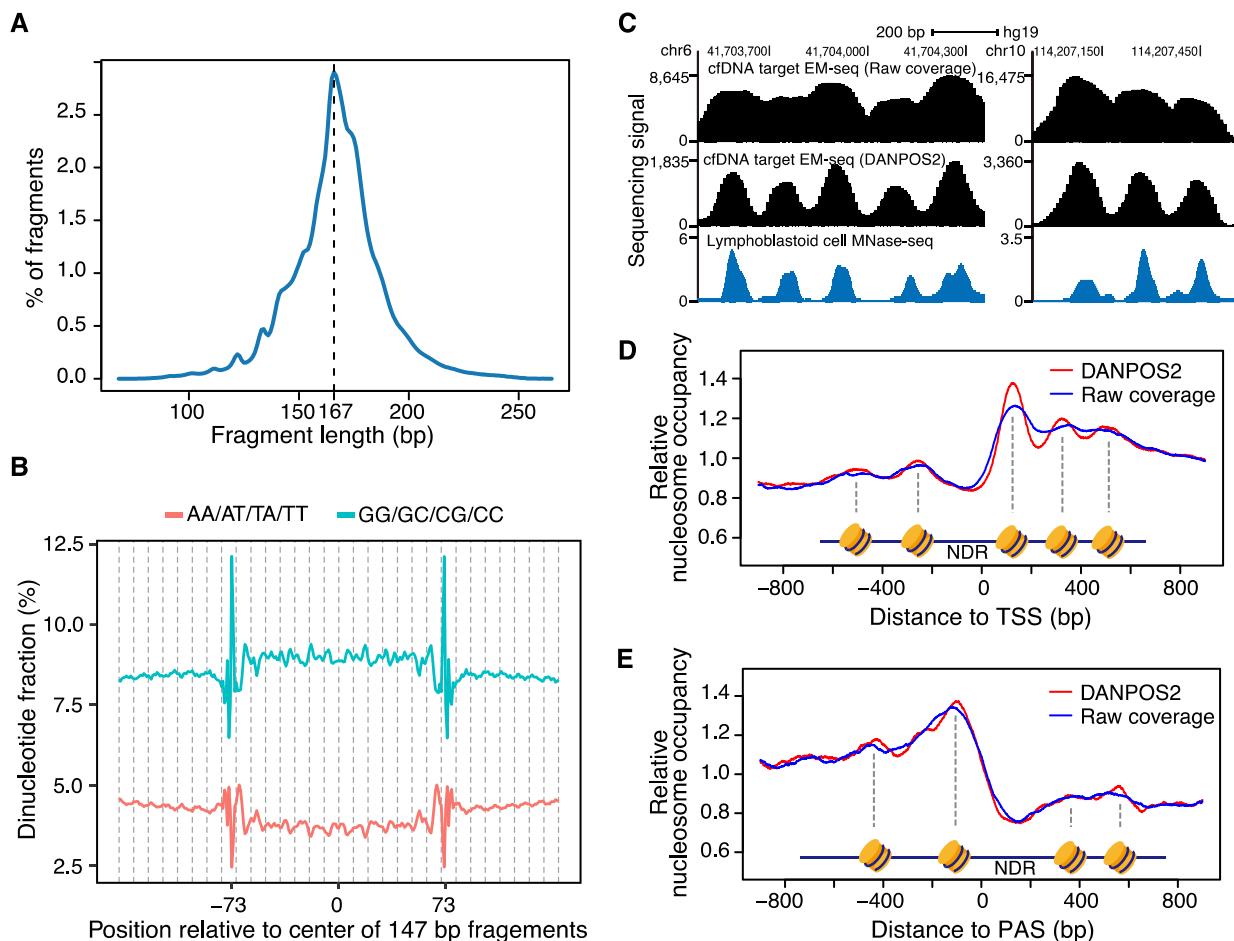 A
% of fragments
2.5
2.0
1.5
1.0
0.5
0.0
100
150
167
200
250
Fragment length (bp)
B
AA/AT/TA/TT
GG/GC/CG/CC
Dinucleotide fraction (%)
12.5
10.0
7.5
5.0
2.5
−73
0
73
Position relative to center of 147 bp fragements
C
200 bp
hg19
chr6
41,703,700|
41,704,000|
41,704,300|
chr10
114,207,150|
114,207,450|
Sequencing signal
cfDNA target EM-seq (Raw coverage)
8,645
0
16,475
0
cfDNA target EM-seq (DANPOS2)
1,835
0
3,360
0
Lymphoblastoid cell MNase-seq
6
0
3.5
0
D
Relative
nucleosome occupancy
1.4
1.2
1.0
0.8
0.6
DANPOS2
Raw coverage
NDR
−800
−400
0
400
800
Distance to TSS (bp)
E
Relative
nucleosome occupancy
1.4
1.2
1.0
0.8
0.6
DANPOS2
Raw coverage
NDR
−800
−400
0
400
800
Distance to PAS (bp)